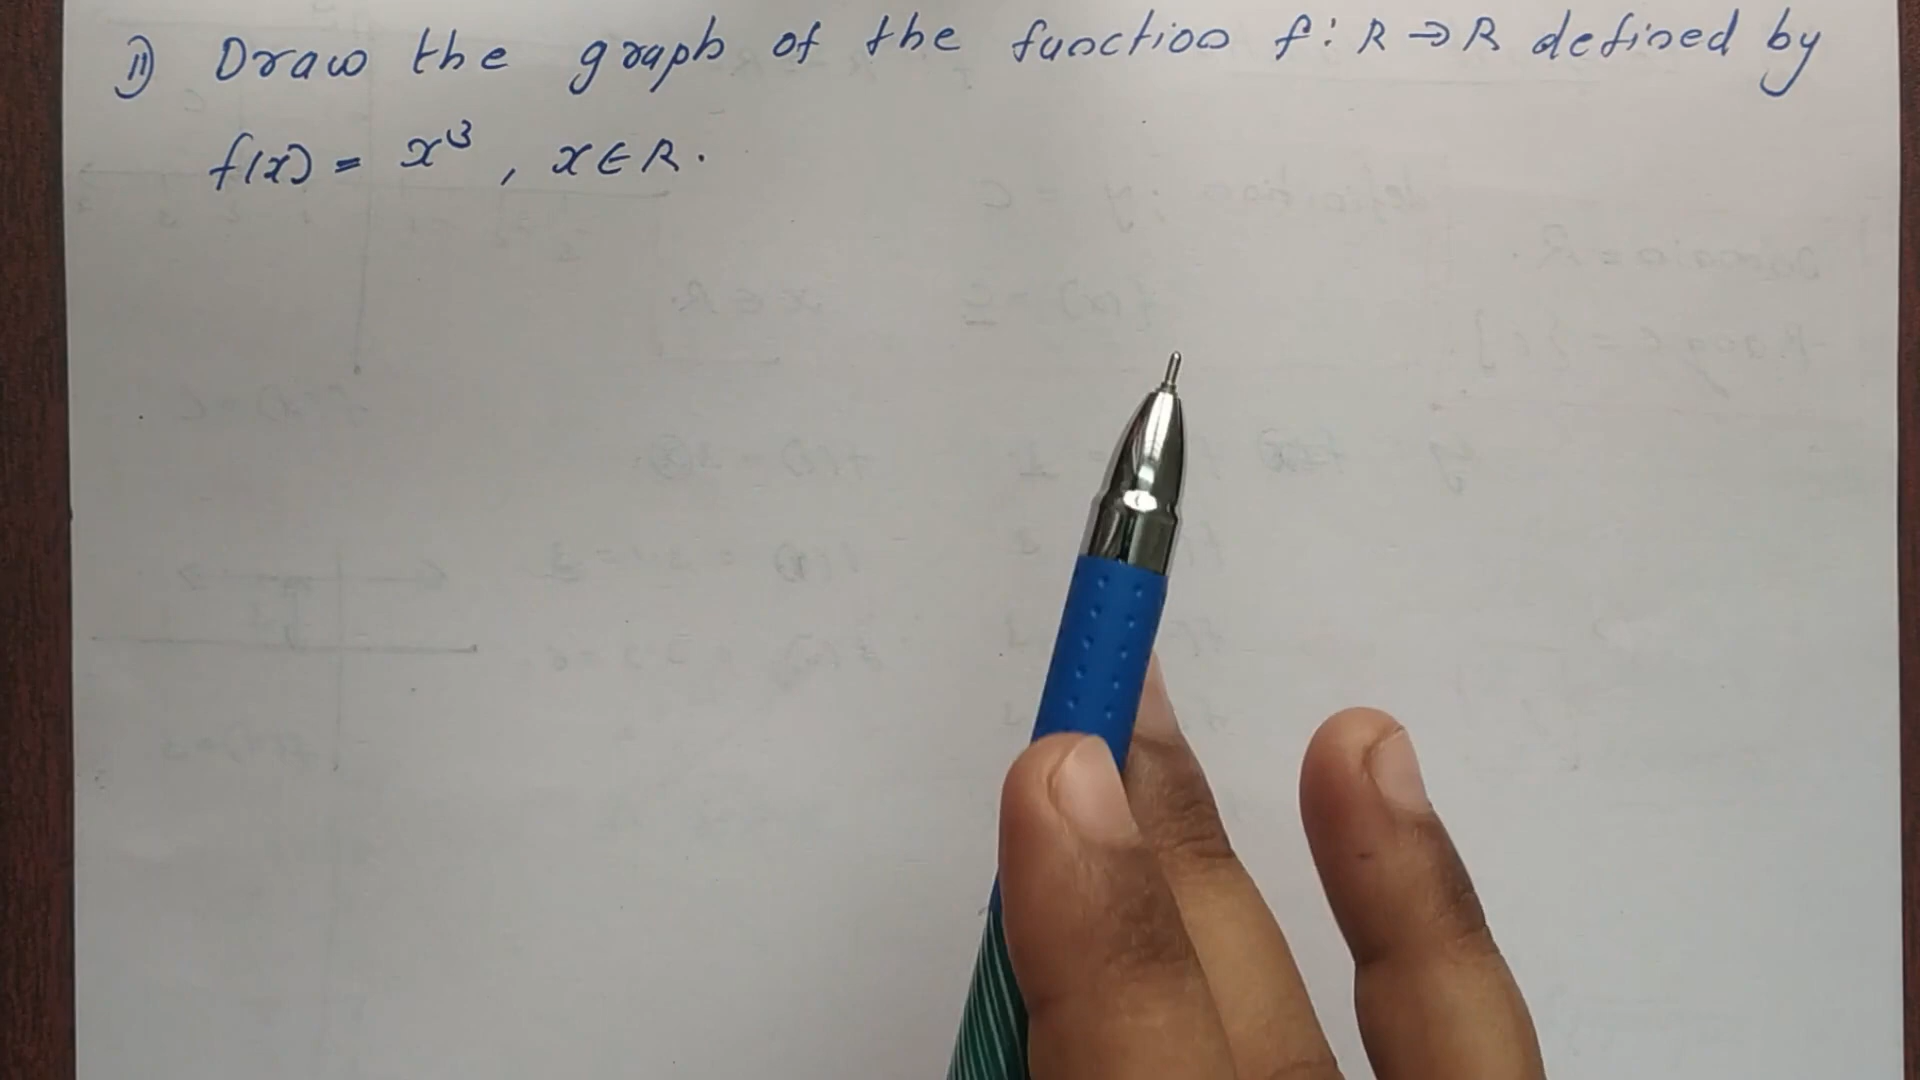 11) Draw the graph of the function f: R → R defined by
f(x) = x³ , x ∈ R.